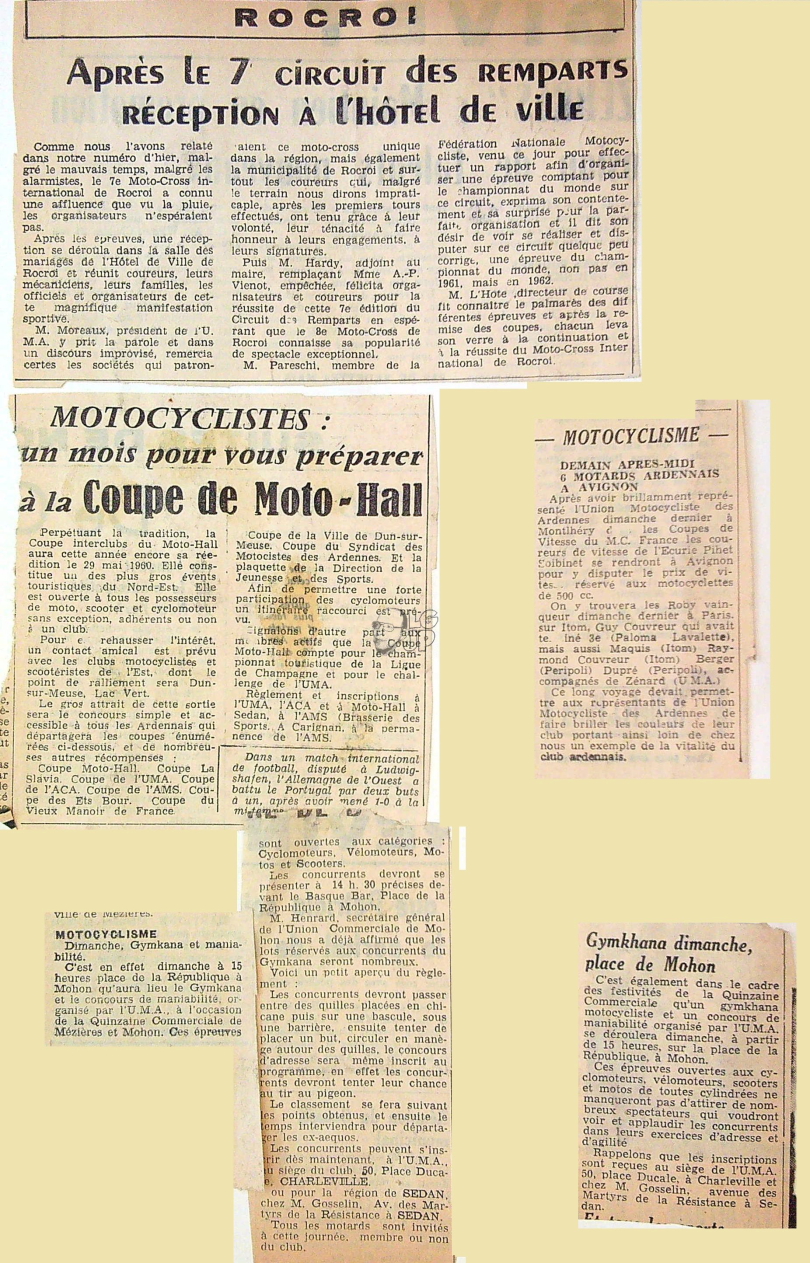 ROCROI
APRÈS LE 7e CIRCUIT DES REMPARTS
RÉCEPTION À L'HÔTEL DE VILLE
Comme nous l'avons relaté
dans notre numéro d'hier, mal-
gré le mauvais temps, malgré les
alarmistes, le 7e Moto-Cross in-
ternational de Rocroi a connu
une affluence que vu la pluie,
les organisateurs n'espéraient
pas.
Après les epreuves, une récep-
tion se déroula dans la salle des
mariages de l'Hôtel de Ville de
Rocroi et réunit coureurs, leurs
mécaniciens, leurs familles, les
officiels et organisateurs de cet-
te magnifique manifestation
sportive.
M. Moreaux, président de l'U.
M.A. y prit la parole et dans
un discours improvisé, remercia
certes les sociétés qui patron-
aient ce moto-cross unique
dans la région, mais également
la municipalité de Rocroi et sur-
tout les coureurs qui, malgré
le terrain nous dirons imprati-
caple, après les premiers tours
effectués, ont tenu grâce à leur
volonté, leur ténacité à faire
honneur à leurs engagements, à
leurs signatures.
Puis M. Hardy, adjoint au
maire, remplaçant Mme A.-P.
Vienot, empêchée, félicita orga-
nisateurs et coureurs pour la
réussite de cette 7e édition du
Circuit des Remparts en espé-
rant que le 8e Moto-Cross de
Rocroi connaisse sa popularité
de spectacle exceptionnel.
M. Pareschi, membre de la
Fédération Nationale Motocy-
cliste, venu ce jour pour effec-
tuer un rapport afin d'organi-
ser une épreuve comptant pour
le championnat du monde sur
ce circuit, exprima son contente-
ment et sa surprise pour la par-
faite organisation et il dit son
désir de voir se réaliser et dis-
puter sur ce circuit quelque peu
corrigé, une épreuve du cham-
pionnat du monde, non pas en
1961, mais en 1962.
M. L'Hote ,directeur de course
fit connaître le palmarès des dif
férentes épreuves et après la re-
mise des coupes, chacun leva
son verre à la continuation et
à la réussite du Moto-Cross Inter
national de Rocroi.
MOTOCYCLISTES :
un mois pour vous préparer
à la Coupe de Moto-Hall
Perpétuant la tradition, la
Coupe interclubs du Moto-Hall
aura cette année encore sa réé-
dition le 29 mai 1960. Elle cons-
titue un des plus gros évents
touristiques du Nord-Est. Elle
est ouverte à tous les possesseurs
de moto, scooter et cyclomoteur
sans exception, adhérents ou non
à un club.
Pour rehausser l'intérêt,
un contact amical est prévu
avec les clubs motocyclistes et
scootéristes de l'Est, dont le
point de ralliement sera Dun-
sur-Meuse, Lac Vert.
Le gros attrait de cette sortie
sera le concours simple et ac-
cessible à tous les Ardennais qui
départagera les coupes énumé-
rées ci-dessous, et de nombreu-
ses autres récompenses :
Coupe Moto-Hall. Coupe La
Slavia. Coupe de l'UMA. Coupe
de l'ACA. Coupe de l'AMS. Cou-
pe des Ets Bour. Coupe du
Vieux Manoir de France.
Coupe de la Ville de Dun-sur-
Meuse. Coupe du Syndicat des
Motocistes des Ardennes. Et la
plaquette de la Direction de la
Jeunesse et des Sports.
Afin de permettre une forte
participation des cyclomoteurs
un itinéraire raccourci est pré-
vu.
Signalons d'autre part aux
membres actifs que la Coupe
Moto-Hall compte pour le cham-
pionnat touristique de la Ligue
de Champagne et pour le chal-
lenge de l'UMA.
Règlement et inscriptions à
l'UMA, l'ACA et à Moto-Hall à
Sedan, à l'AMS (Brasserie des
Sports. A Carignan, à la perma-
nence de l'AMS.
Dans un match international
de football, disputé à Ludwig-
shafen, l'Allemagne de l'Ouest a
battu le Portugal par deux buts
à un, après avoir mené 1-0 à la
mi-temps.
— MOTOCYCLISME —
DEMAIN APRES-MIDI
6 MOTARDS ARDENNAIS
A AVIGNON
Après avoir brillamment repré-
senté l'Union Motocycliste des
Ardennes dimanche dernier à
Montlhéry les Coupes de
Vitesse du M.C. France les cou-
reurs de vitesse de l'Ecurie Pinet
Soibinet se rendront à Avignon
pour y disputer le prix de vi-
tes.. réservé aux motocyclettes
de 500 cc.
On y trouvera les Roby vain-
queur dimanche dernier à Paris.
sur Itom, Guy Couvreur qui avait
te. iné 3e (Paloma Lavalette),
mais aussi Maquis (Itom) Ray-
mond Couvreur (Itom) Berger
(Peripoli) Dupré (Peripoli), ac-
compagnés de Zénard (U.M.A.)
Ce long voyage devait permet-
tre aux représentants de l'Union
Motocycliste des Ardennes de
faire briller les couleurs de leur
club portant ainsi loin de chez
nous un exemple de la vitalité du
club ardennais.
ville de Mézières.
MOTOCYCLISME
Dimanche, Gymkana et mania-
bilité.
C'est en effet dimanche à 15
heures place de la République à
Mohon qu'aura lieu le Gymkana
et le concours de maniabilité, or-
ganisé par l'U.M.A., à l'occasion
de la Quinzaine Commerciale de
Mézières et Mohon. Ces épreuves
sont ouvertes aux catégories :
Cyclomoteurs, Vélomoteurs, Mo-
tos et Scooters.
Les concurrents devront se
présenter à 14 h. 30 précises de-
vant le Basque Bar, Place de la
République à Mohon.
M. Henrard, secrétaire général
de l'Union Commerciale de Mo-
hon nous a déjà affirmé que les
lots réservés aux concurrents du
Gymkana seront nombreux.
Voici un petit aperçu du règle-
ment :
Les concurrents devront passer
entre des quilles placées en chi-
cane puis sur une bascule, sous
une barrière, ensuite tenter de
placer un but, circuler en manè-
ge autour des quilles, le concours
d'adresse sera même inscrit au
programme, en effet les concur-
rents devront tenter leur chance
au tir au pigeon.
Le classement se fera suivant
les points obtenus, et ensuite le
temps interviendra pour départa-
ger les ex-aequos.
Les concurrents peuvent s'ins-
crir dès maintenant, à l'U.M.A.,
au siège du club, 50, Place Duca-
e, CHARLEVILLE.
ou pour la région de SEDAN,
chez M. Gosselin, Av. des Mar-
tyrs de la Résistance à SEDAN.
Tous les motards sont invités
à cette journée, membre ou non
du club.
Gymkhana dimanche,
place de Mohon
C'est également dans le cadre
des festivités de la Quinzaine
Commerciale qu'un gymkhana
motocycliste et un concours de
maniabilité organisé par l'U.M.A.
se déroulera dimanche, à partir
de 15 heures, sur la place de la
République, à Mohon.
Ces épreuves ouvertes aux cy-
clomoteurs, vélomoteurs, scooters
et motos de toutes cylindrées ne
manqueront pas d'attirer de nom-
breux spectateurs qui voudront
voir et applaudir les concurrents
dans leurs exercices d'adresse et
d'agilité
Rappelons que les inscriptions
sont reçues au siège de l'U.M.A.
50, place Ducale, à Charleville et
chez M. Gosselin, avenue des
Martyrs de la Résistance à Se-
dan.